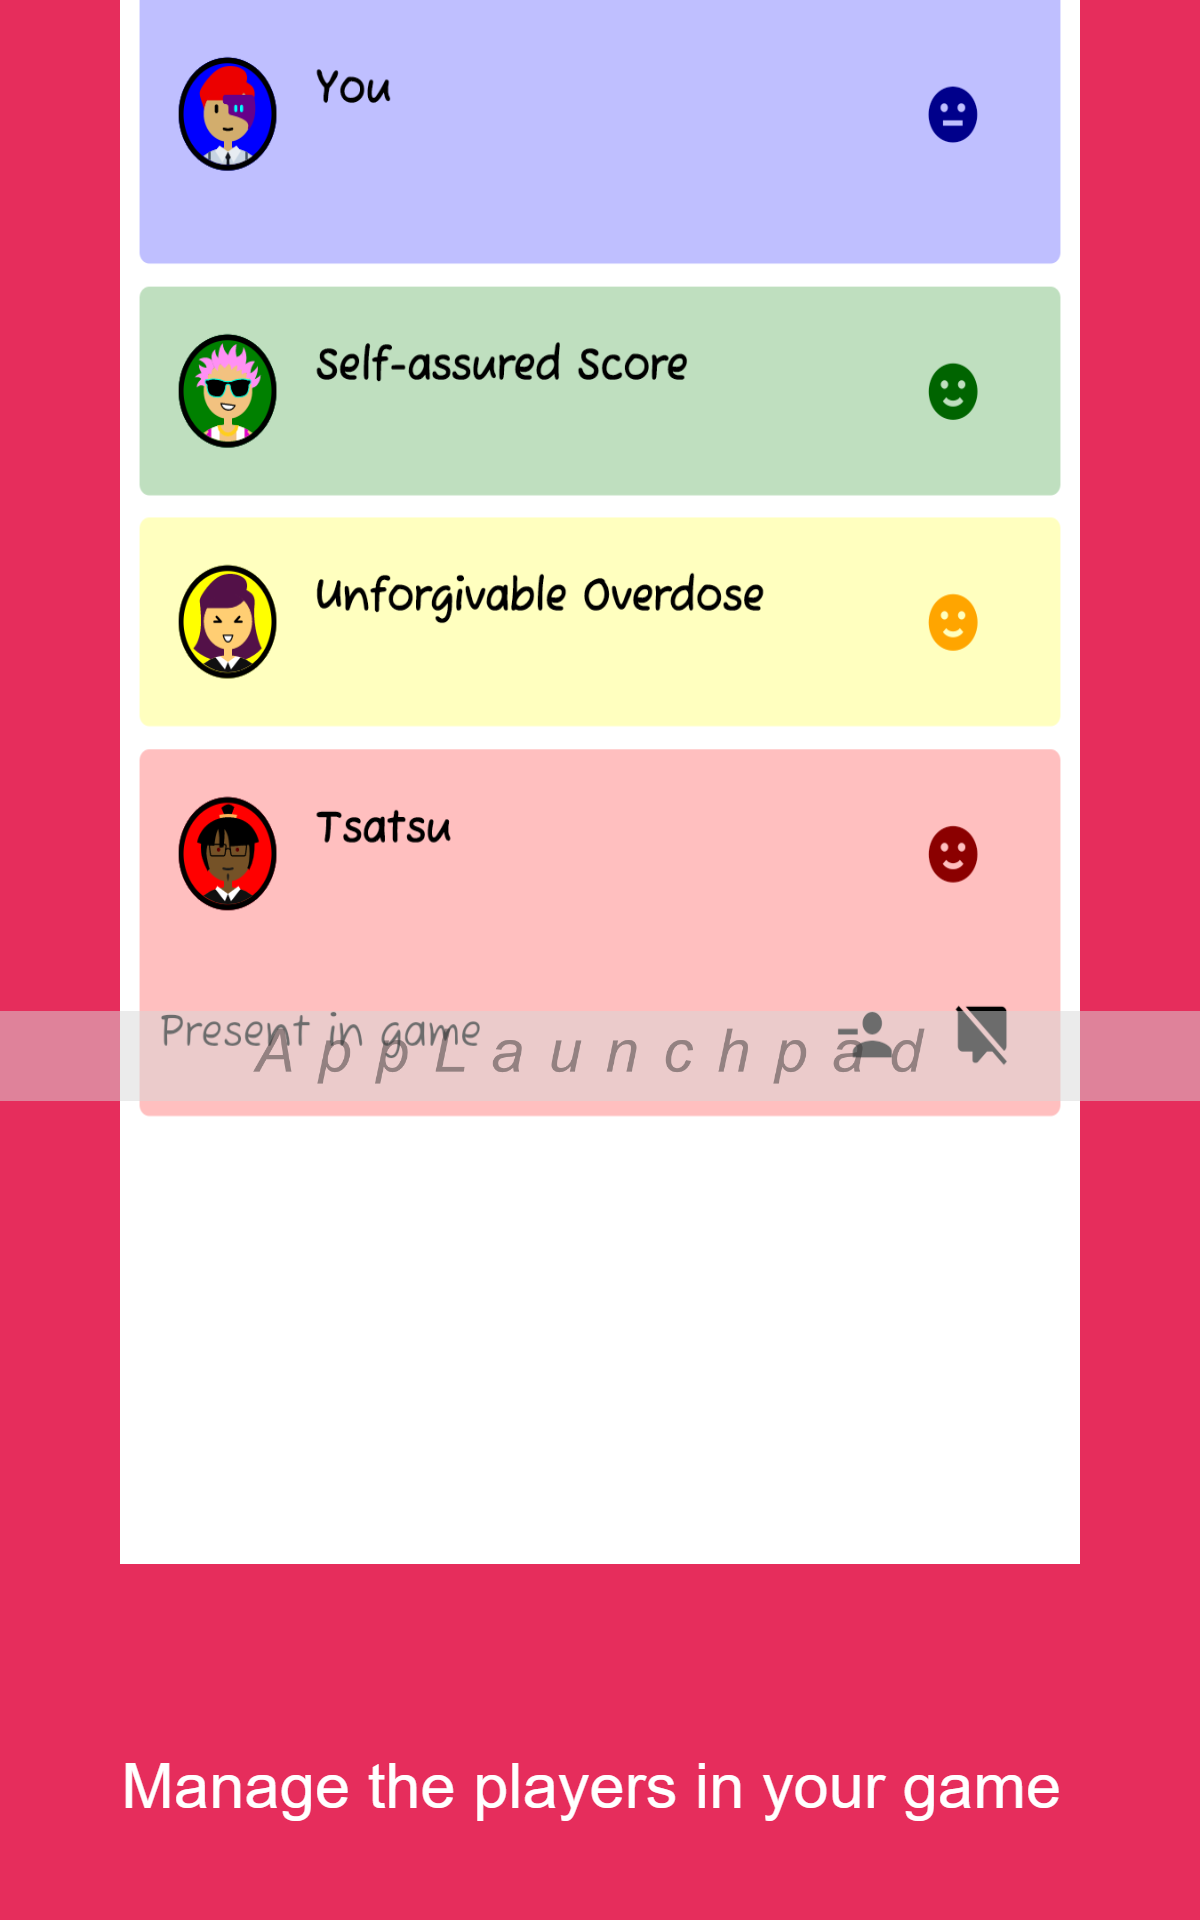 You
Self-assured Score
Unforgivable Overdose
Tsatsu
Present in game
AppLaunchpad
Manage the players in your game